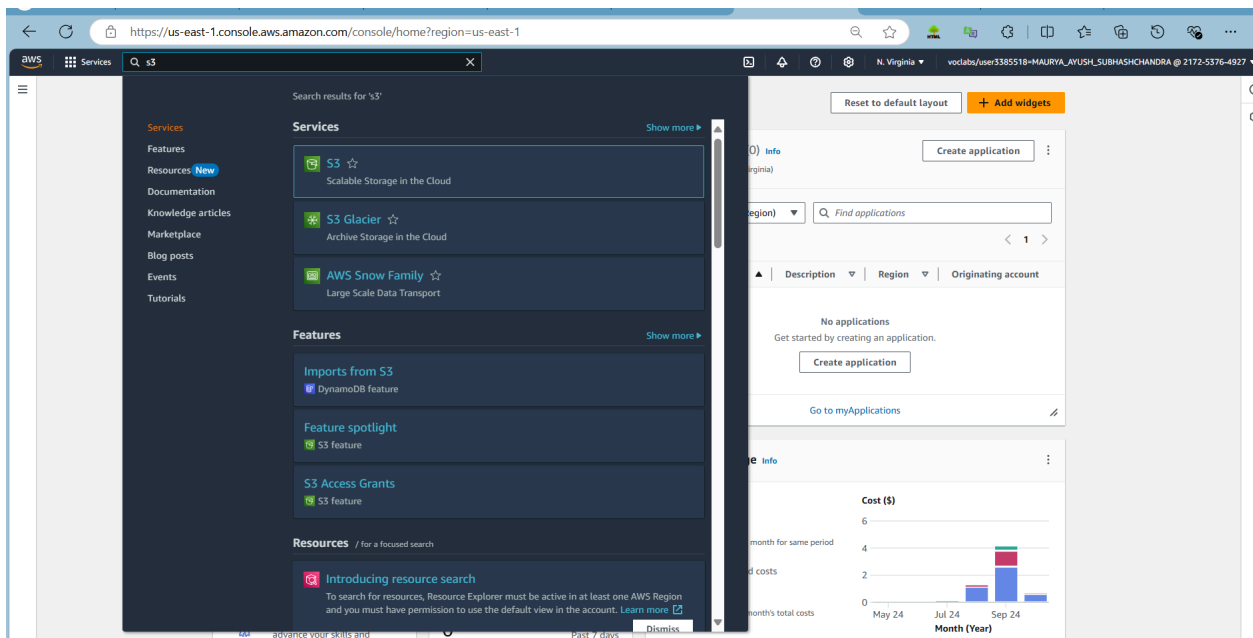 https://us-east-1.console.aws.amazon.com/console/home?region=us-east-1
HTML
aws
Services
s3
N. Virginia
voclabs/user3385518=MAURYA_AYUSH_SUBHASHCHANDRA @ 2172-5376-4927
Search results for 's3'
Services
Features
Resources New
Documentation
Knowledge articles
Marketplace
Blog posts
Events
Tutorials
Services
Show more
S3
Scalable Storage in the Cloud
S3 Glacier
Archive Storage in the Cloud
AWS Snow Family
Large Scale Data Transport
Features
Show more
Imports from S3
DynamoDB feature
Feature spotlight
S3 feature
S3 Access Grants
S3 feature
Resources / for a focused search
Introducing resource search
To search for resources, Resource Explorer must be active in at least one AWS Region
and you must have permission to use the default view in the account. Learn more
Dismiss
Reset to default layout
+ Add widgets
0) Info
Create application
irginia)
egion)
Find applications
1
Description
Region
Originating account
No applications
Get started by creating an application.
Create application
Go to myApplications
ge Info
Cost ($)
6
4
2
0
May 24
Jul 24
Sep 24
Month (Year)
month for same period
d costs
month's total costs
advance your skills and
Past 7 days